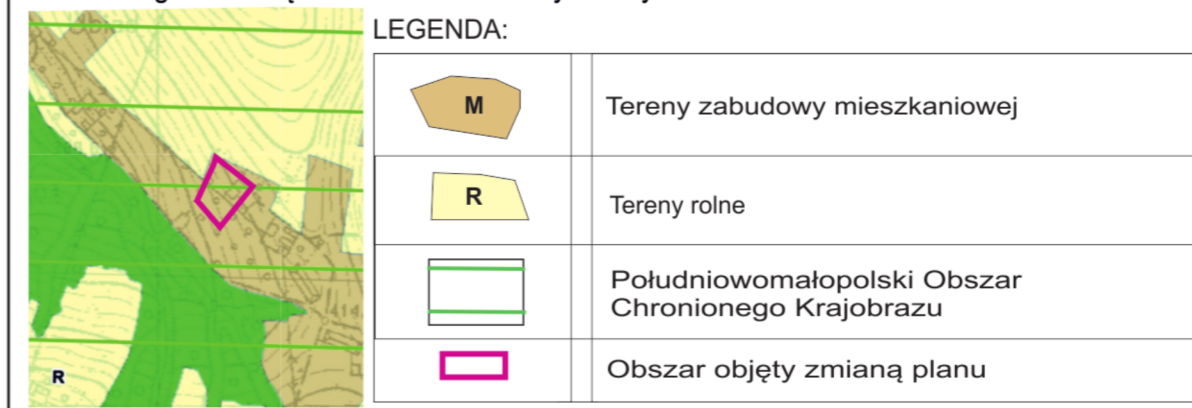 LEGENDA:
M
Tereny zabudowy mieszkaniowej
R
Tereny rolne
Południowomałopolski Obszar
Chronionego Krajobrazu
Obszar objęty zmianą planu
R